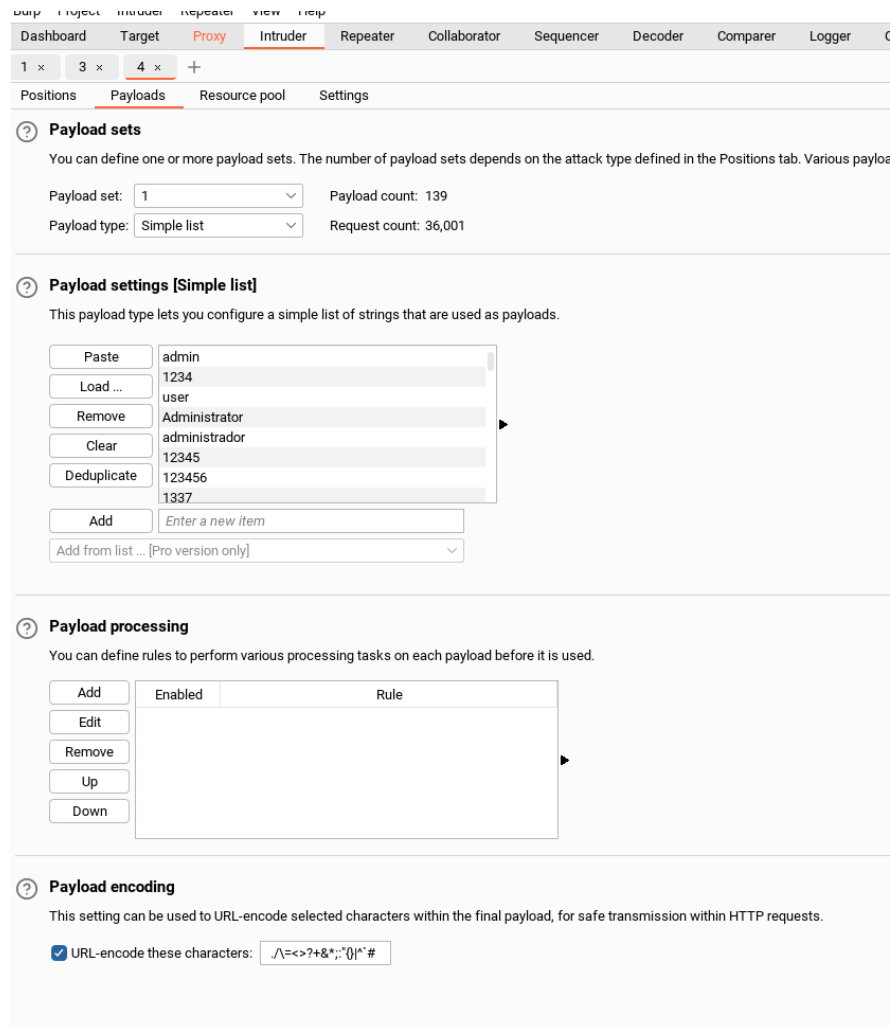 Burp Project Intruder Repeater View Help
Dashboard Target Proxy Intruder Repeater Collaborator Sequencer Decoder Comparer Logger
1 × 3 × 4 × +
Positions Payloads Resource pool Settings
? Payload sets
You can define one or more payload sets. The number of payload sets depends on the attack type defined in the Positions tab. Various payloa
Payload set: 1 Payload count: 139
Payload type: Simple list Request count: 36,001
? Payload settings [Simple list]
This payload type lets you configure a simple list of strings that are used as payloads.
Paste
Load ...
Remove
Clear
Deduplicate
admin
1234
user
Administrator
administrador
12345
123456
1337
Add Enter a new item
Add from list ... [Pro version only]
? Payload processing
You can define rules to perform various processing tasks on each payload before it is used.
Add
Edit
Remove
Up
Down
Enabled Rule
? Payload encoding
This setting can be used to URL-encode selected characters within the final payload, for safe transmission within HTTP requests.
URL-encode these characters: ./\=<>?+&*;:"{}|^`#